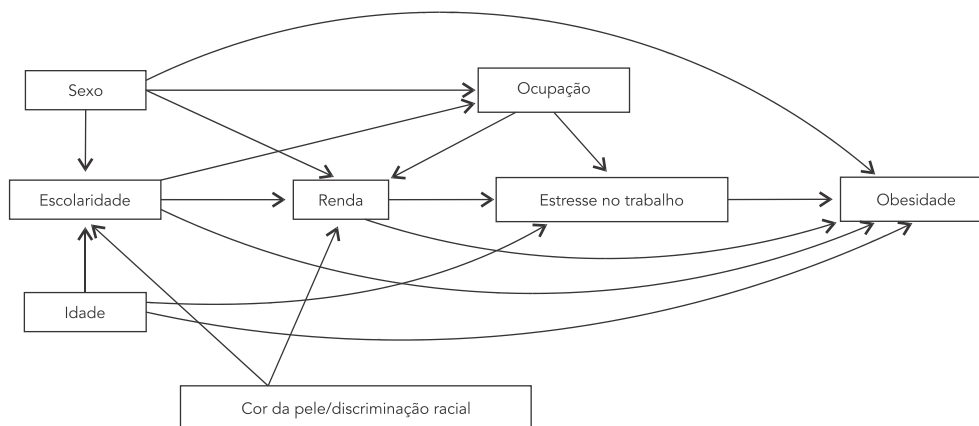 Sexo
Ocupação
Escolaridade
Renda
Estresse no trabalho
Obesidade
Idade
Cor da pele/discriminação racial